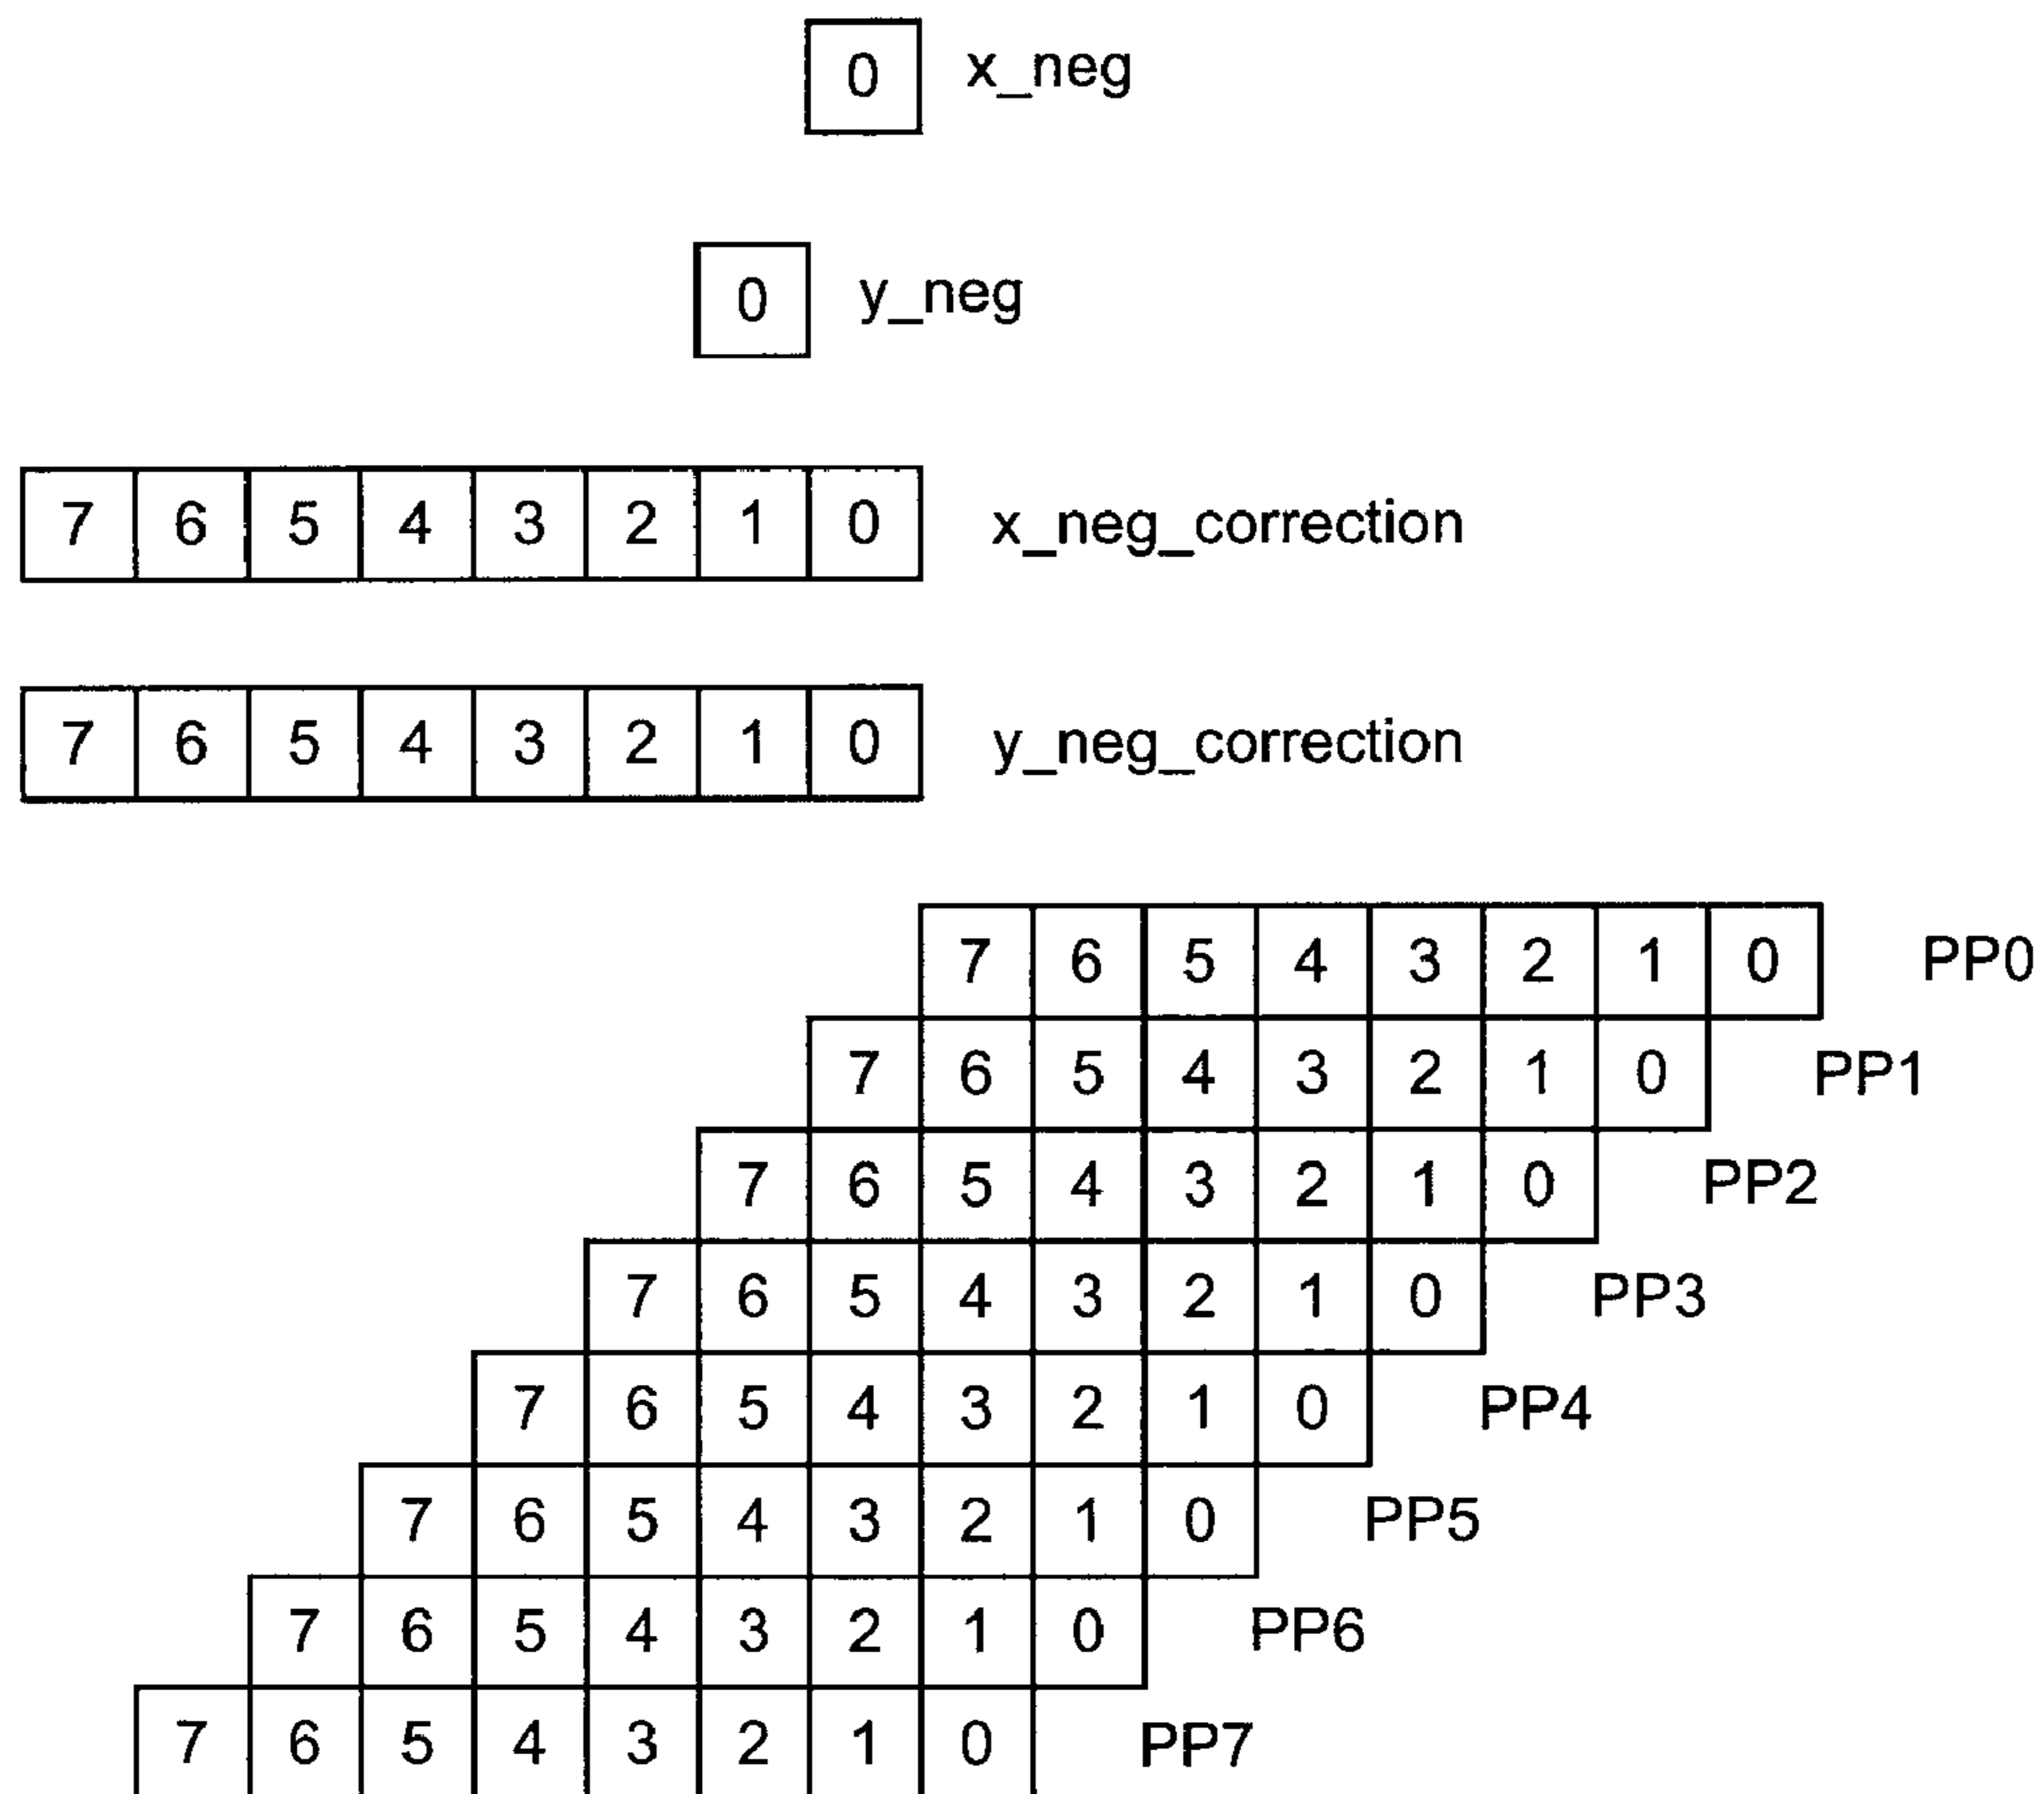 0 x_neg
0 y_neg
7 6 5 4 3 2 1 0 x_neg_correction
7 6 5 4 3 2 1 0 y_neg_correction
7 6 5 4 3 2 1 0 PP0
7 6 5 4 3 2 1 0 PP1
7 6 5 4 3 2 1 0 PP2
7 6 5 4 3 2 1 0 PP3
7 6 5 4 3 2 1 0 PP4
7 6 5 4 3 2 1 0 PP5
7 6 5 4 3 2 1 0 PP6
7 6 5 4 3 2 1 0 PP7